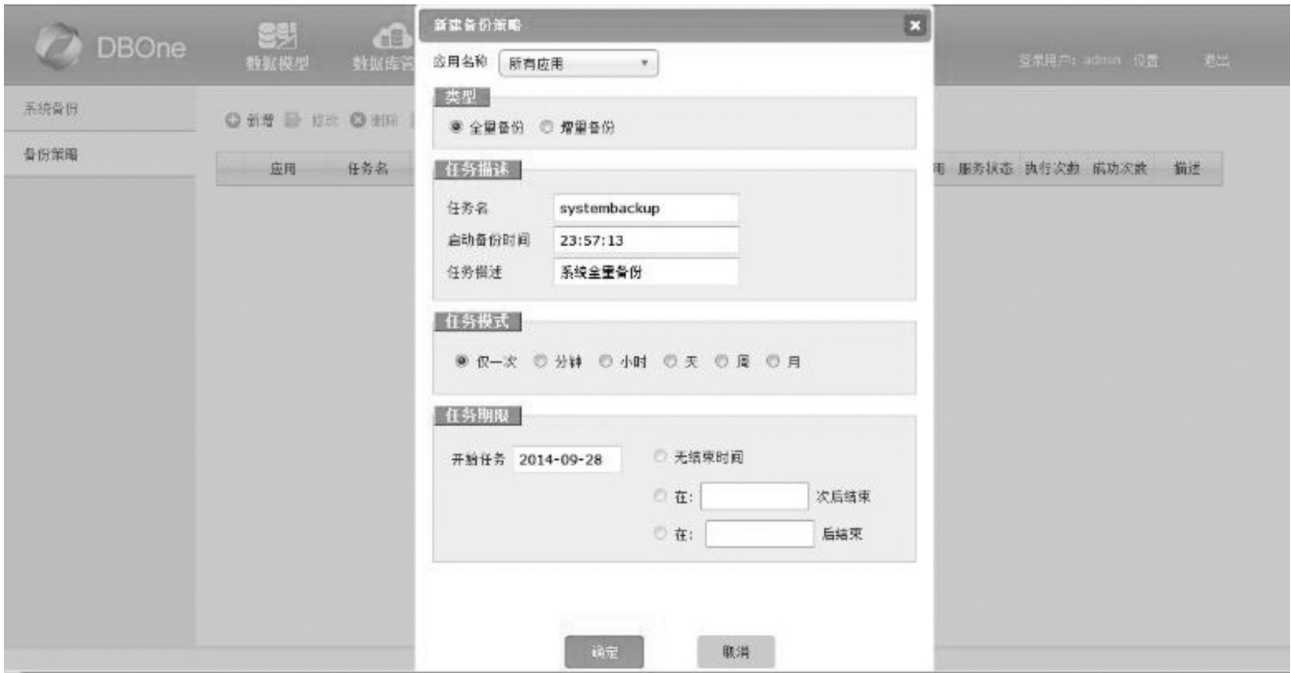 DBOne
数据模型
数据库管
登录用户: admin 设置 退出
系统备份
备份策略
新增 修改 删除
应用 任务名
用 服务状态 执行次数 成功次数 描述
新建备份策略
应用名称 所有应用
类型
全量备份 增量备份
任务描述
任务名 systembackup
启动备份时间 23:57:13
任务描述 系统全量备份
任务模式
仅一次 分钟 小时 天 周 月
任务期限
开始任务 2014-09-28 无结束时间
在: 次后结束
在: 后结束
确定 取消